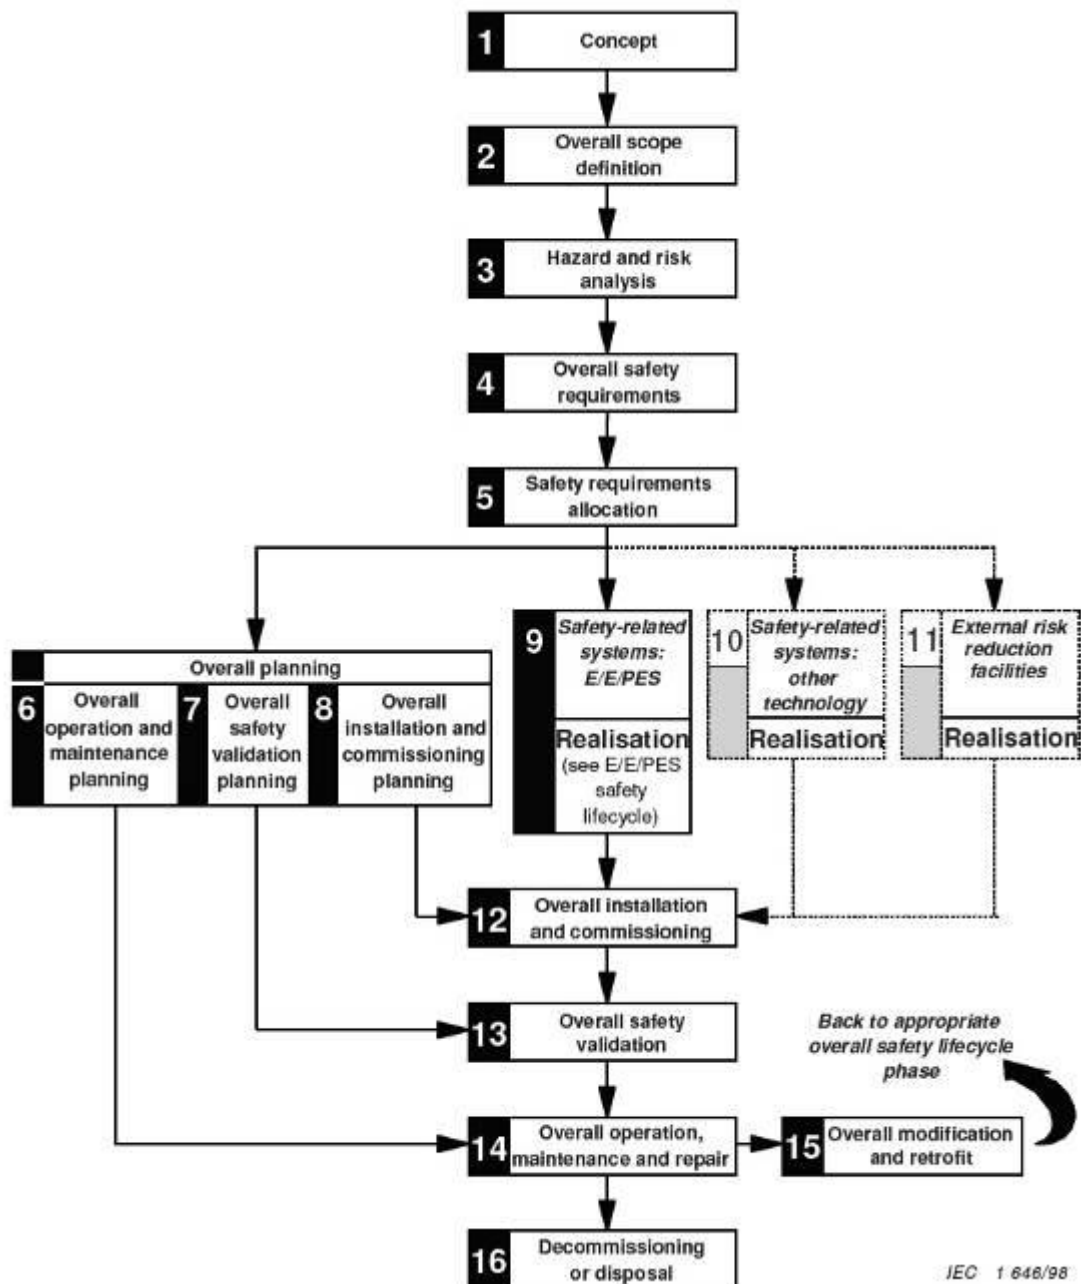 1
Concept
2
Overall scope
definition
3
Hazard and risk
analysis
4
Overall safety
requirements
5
Safety requirements
allocation
Overall planning
6
Overall
operation and
maintenance
planning
7
Overall
safety
validation
planning
8
Overall
installation and
commissioning
planning
9
Safety-related
systems:
E/E/PES
Realisation
(see E/E/PES
safety
lifecycle)
10
Safety-related
systems:
other
technology
Realisation
11
External risk
reduction
facilities
Realisation
12
Overall installation
and commissioning
13
Overall safety
validation
Back to appropriate
overall safety lifecycle
phase
14
Overall operation,
maintenance and repair
15
Overall modification
and retrofit
16
Decommissioning
or disposal
IEC 1 646/98